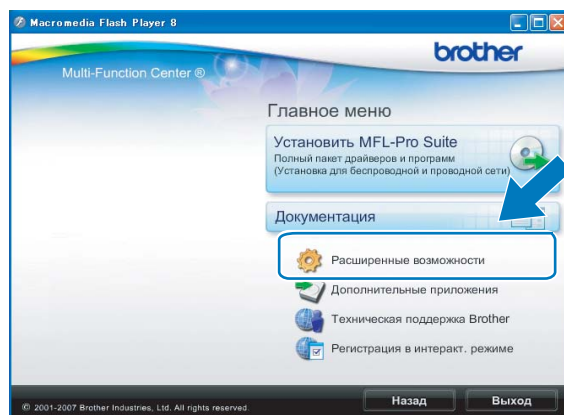 Macromedia Flash Player 8
brother
Multi-Function Center ®
Главное меню
Установить MFL-Pro Suite
Полный пакет драйверов и программ
(Установка для беспроводной и проводной сети)
Документация
Расширенные возможности
Дополнительные приложения
Техническая поддержка Brother
Регистрация в интеракт. режиме
© 2001-2007 Brother Industries, Ltd. All rights reserved.
Назад
Выход